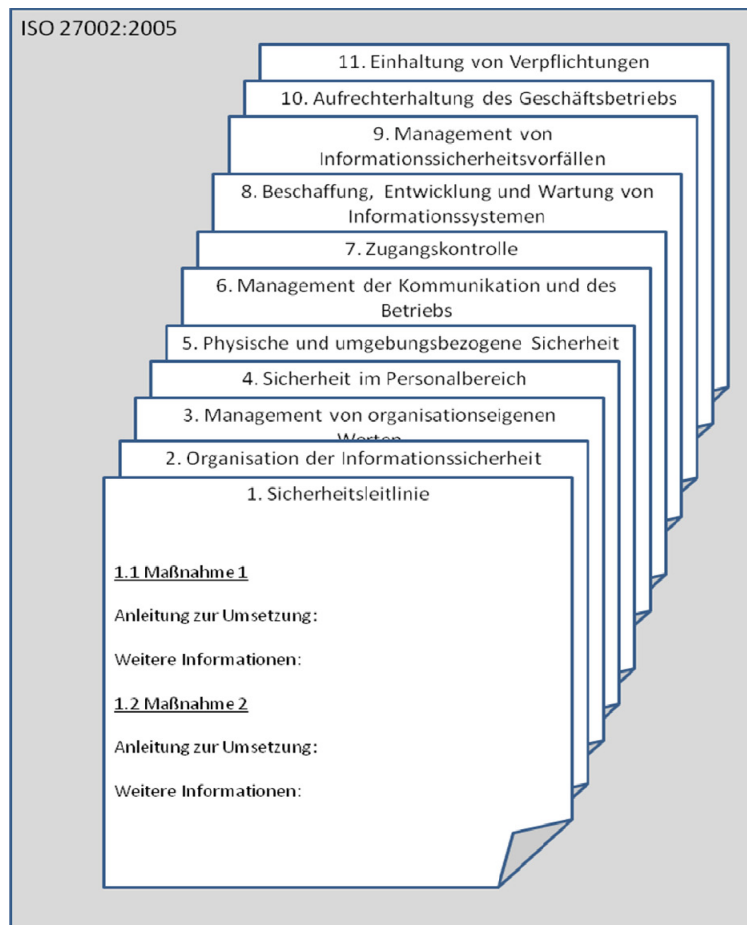 ISO 27002:2005
11. Einhaltung von Verpflichtungen
10. Aufrechterhaltung des Geschäftsbetriebs
9. Management von
Informationssicherheitsvorfällen
8. Beschaffung, Entwicklung und Wartung von
Informationssystemen
7. Zugangskontrolle
6. Management der Kommunikation und des
Betriebs
5. Physische und umgebungsbezogene Sicherheit
4. Sicherheit im Personalbereich
3. Management von organisationseigenen
Werten
2. Organisation der Informationssicherheit
1. Sicherheitsleitlinie
1.1 Maßnahme 1
Anleitung zur Umsetzung:
Weitere Informationen:
1.2 Maßnahme 2
Anleitung zur Umsetzung:
Weitere Informationen: